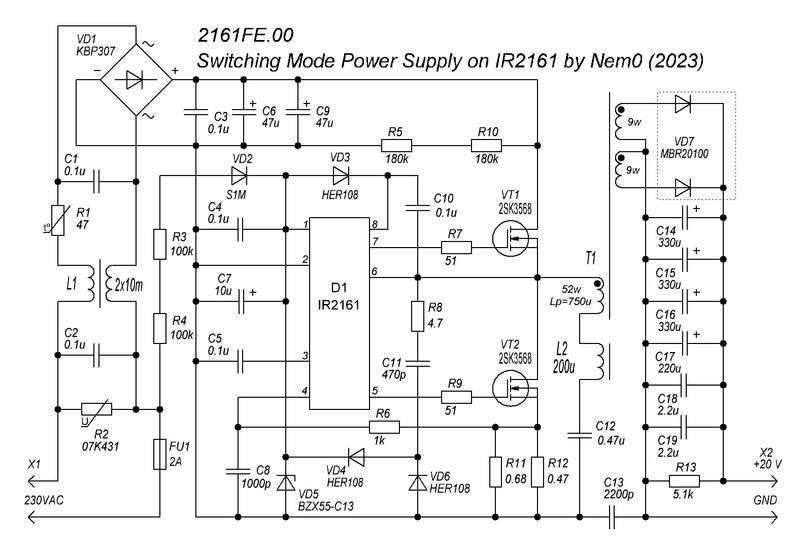 2161FE.00
Switching Mode Power Supply on IR2161 by Nem0 (2023)
VD1
KBP307
~
−
+
~
C1
0.1u
R1
47
t°
L1
2x10m
C2
0.1u
R2
07K431
U
X1
230VAC
FU1
2A
R3
100k
R4
100k
C3
0.1u
+
C6
47u
+
C9
47u
R5
180k
R10
180k
VD2
S1M
VD3
HER108
C4
0.1u
C7
10u
+
C5
0.1u
1
2
3
4
D1
IR2161
8
7
6
5
C10
0.1u
R7
51
VT1
2SK3568
R8
4.7
C11
470p
R9
51
VT2
2SK3568
R6
1k
C8
1000p
VD5
BZX55-C13
VD4
HER108
VD6
HER108
R11
0.68
R12
0.47
T1
52w
Lp=750u
L2
200u
C12
0.47u
C13
2200p
9w
9w
VD7
MBR20100
C14
330u
+
C15
330u
+
C16
330u
+
C17
220u
+
C18
2.2u
C19
2.2u
R13
5.1k
X2
+20 V
GND